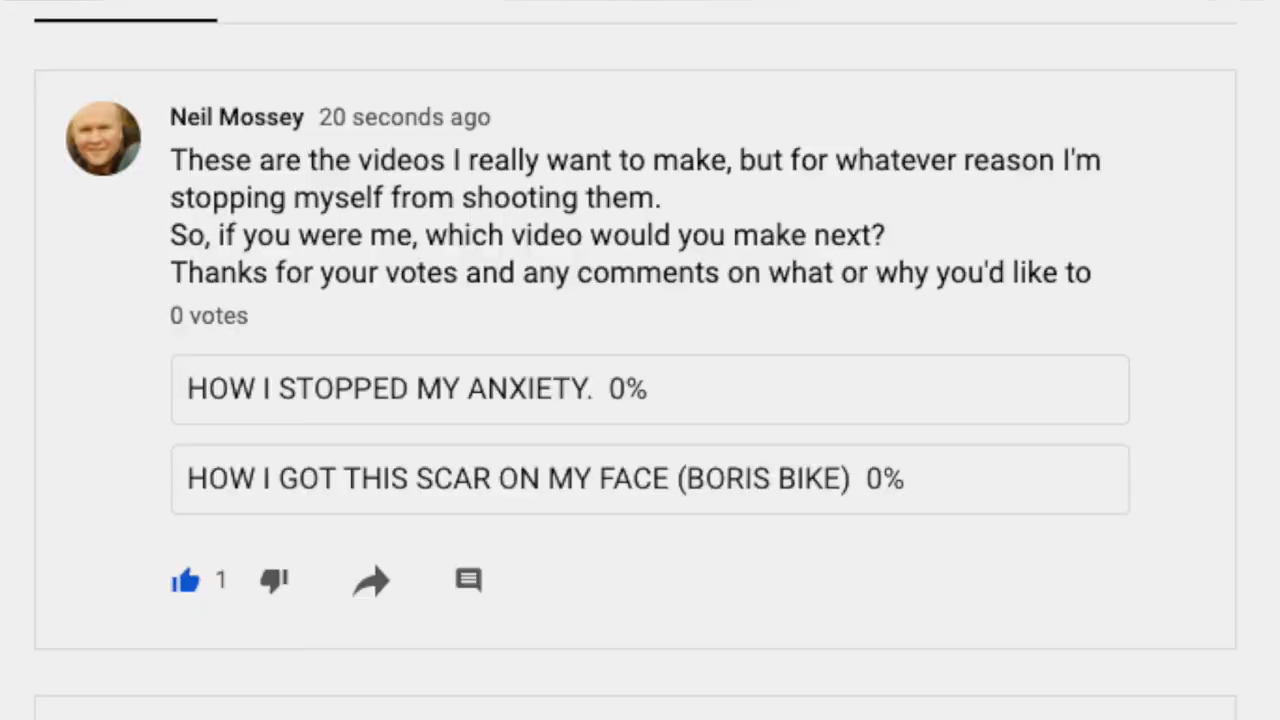 Neil Mossey 20 seconds ago
These are the videos I really want to make, but for whatever reason I'm
stopping myself from shooting them.
So, if you were me, which video would you make next?
Thanks for your votes and any comments on what or why you'd like to
0 votes
HOW I STOPPED MY ANXIETY. 0%
HOW I GOT THIS SCAR ON MY FACE (BORIS BIKE) 0%
1